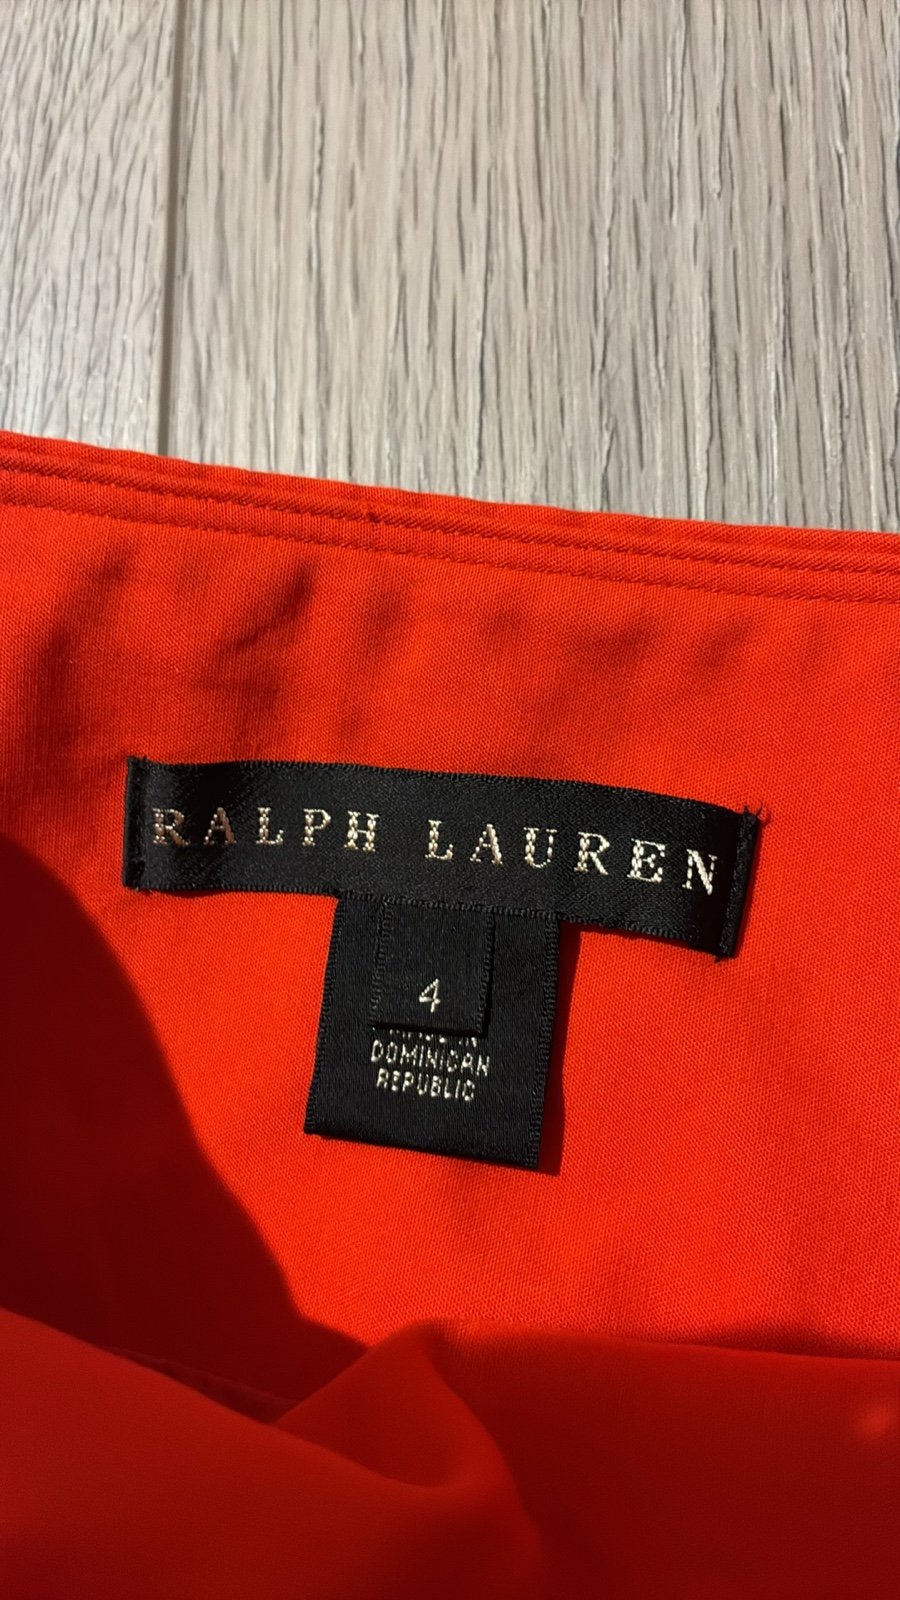 RALPH LAUREN
4
DOMINICAN
REPUBLIC